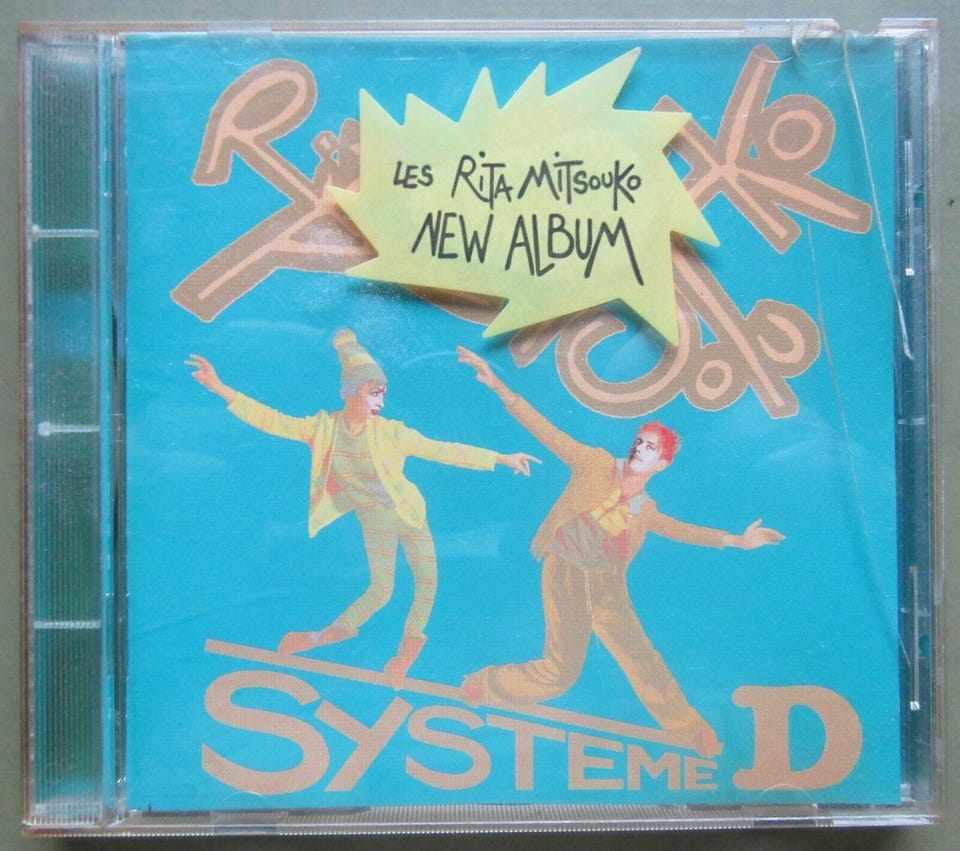 LES RITA MITSOUKO
NEW ALBUM
SYSTEME D